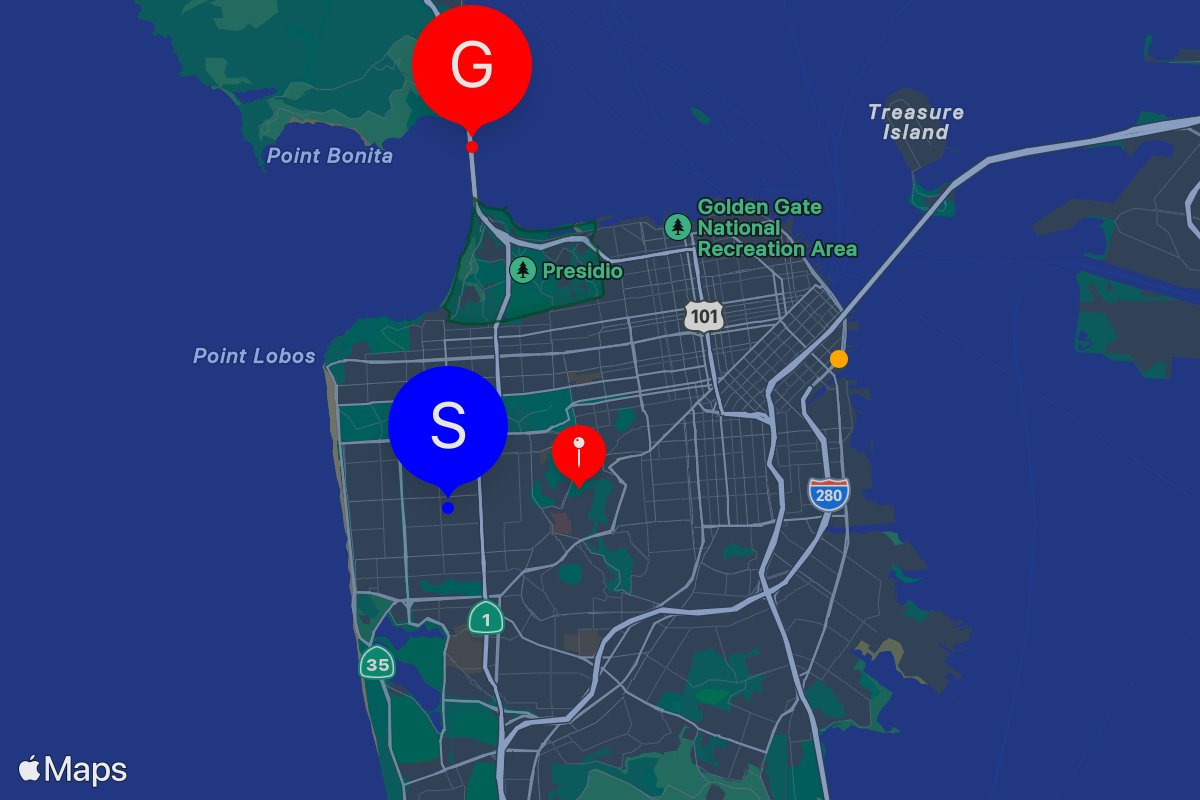 G
Treasure
Island
Point Bonita
Golden Gate
National
Recreation Area
Presidio
101
Point Lobos
S
280
1
35
Maps